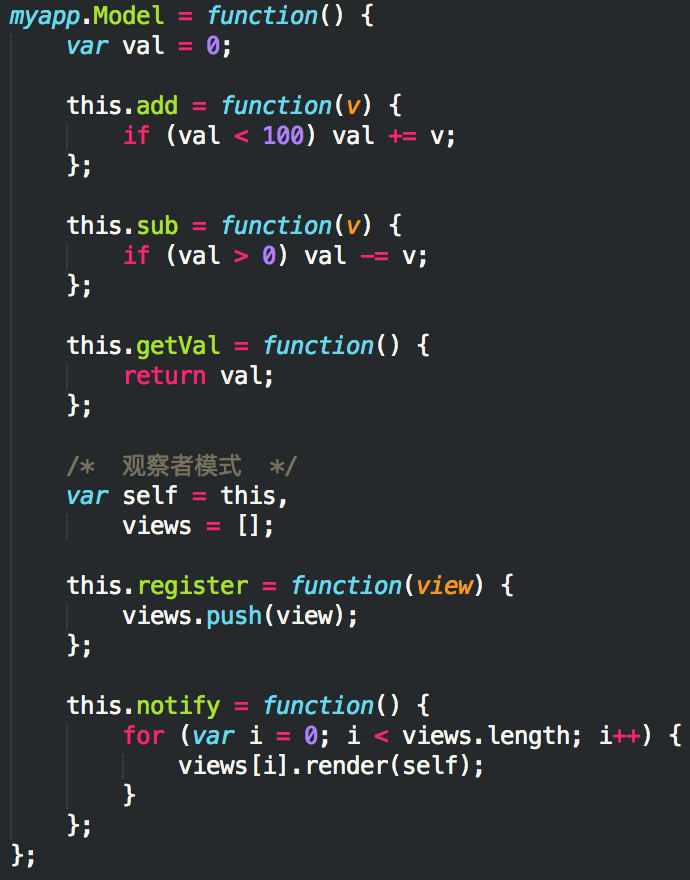 myapp.Model = function() {
    var val = 0;

    this.add = function(v) {
        if (val < 100) val += v;
    };

    this.sub = function(v) {
        if (val > 0) val -= v;
    };

    this.getVal = function() {
        return val;
    };

    /*  观察者模式  */
    var self = this,
        views = [];

    this.register = function(view) {
        views.push(view);
    };

    this.notify = function() {
        for (var i = 0; i < views.length; i++) {
            views[i].render(self);
        }
    };
};